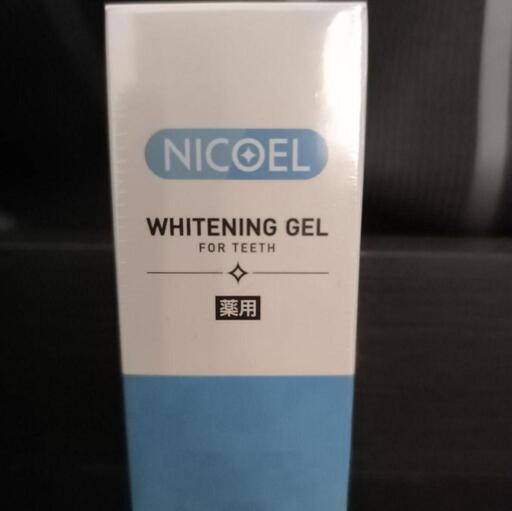 NICOEL
WHITENING GEL
FOR TEETH
薬用